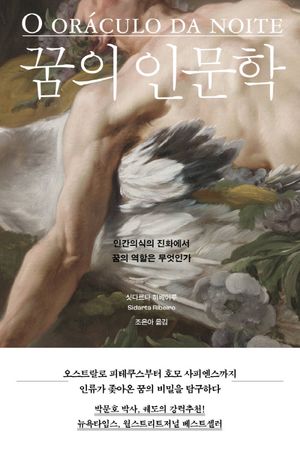 O ORÁCULO DA NOITE
꿈의 인문학
인간의식의 진화에서
꿈의 역할은 무엇인가
싯다르타 히베이루
Sidarta Ribeiro
조은아 옮김
오스트랄로 피테쿠스부터 호모 사피엔스까지
인류가 좇아온 꿈의 비밀을 탐구하다
박문호 박사, 궤도의 강력추천!
뉴욕타임스, 월스트리트저널 베스트셀러